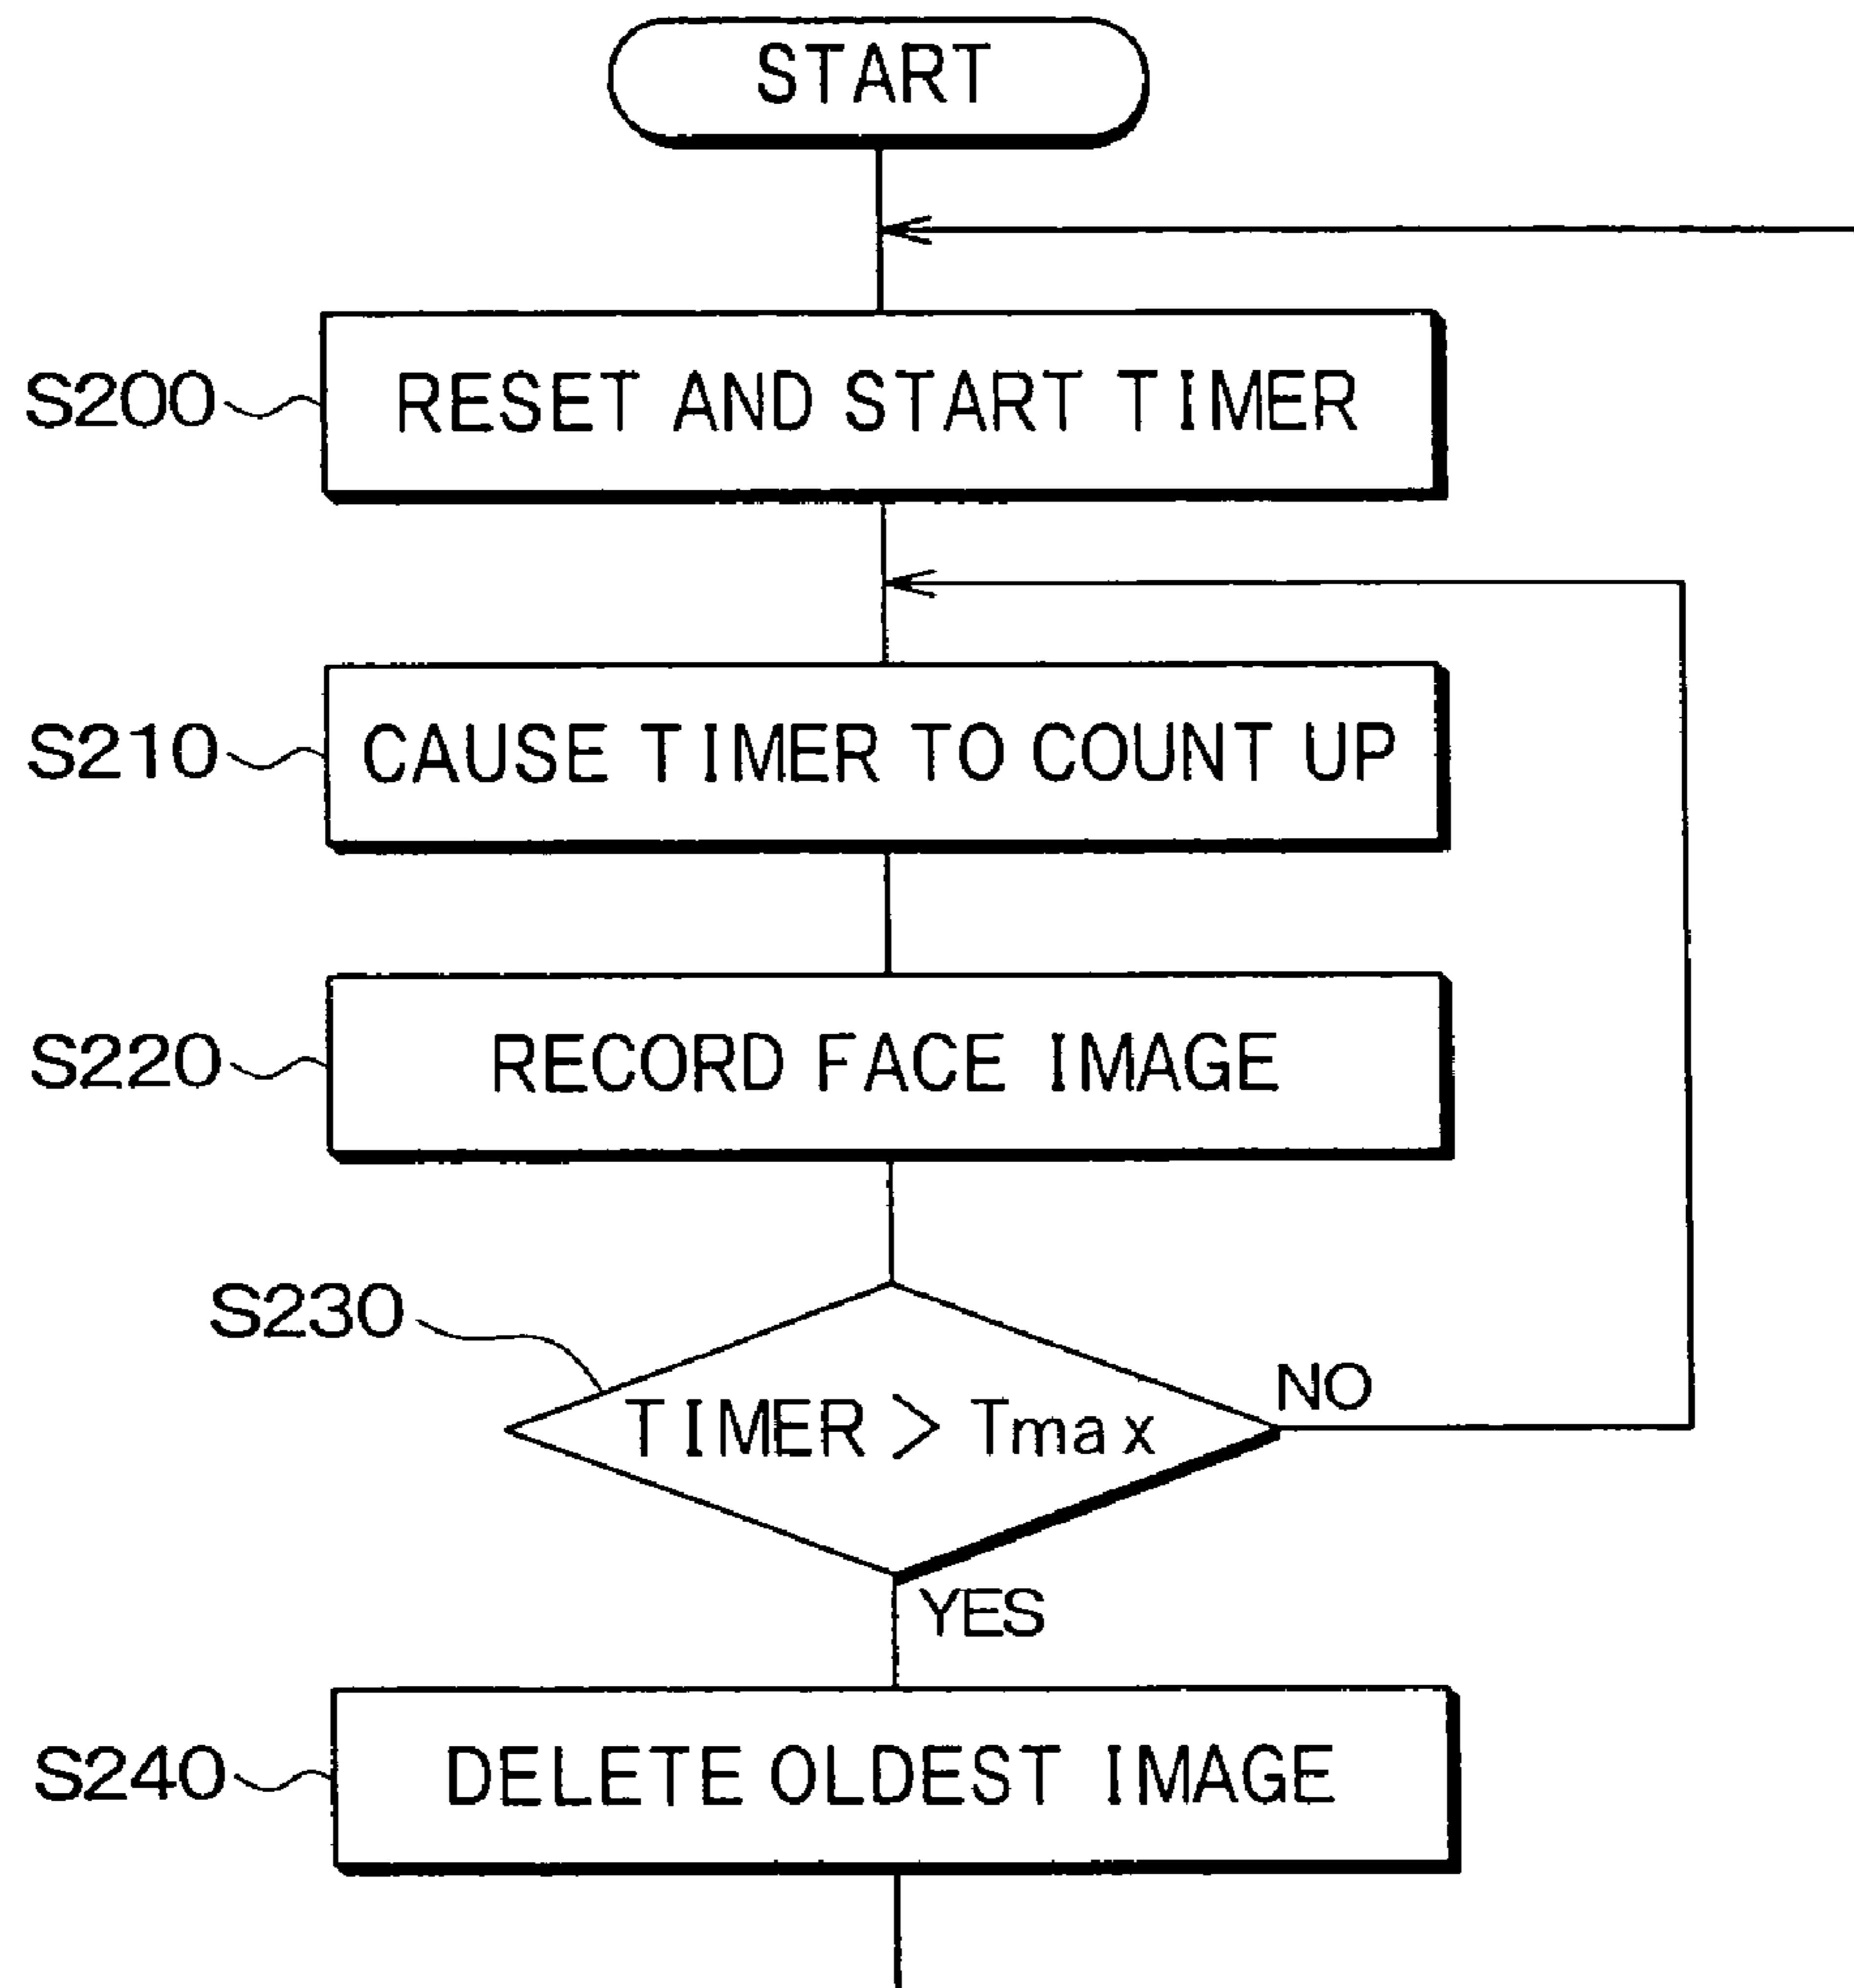 START
S200
RESET AND START TIMER
S210
CAUSE TIMER TO COUNT UP
S220
RECORD FACE IMAGE
S230
TIMER > Tmax
NO
YES
S240
DELETE OLDEST IMAGE